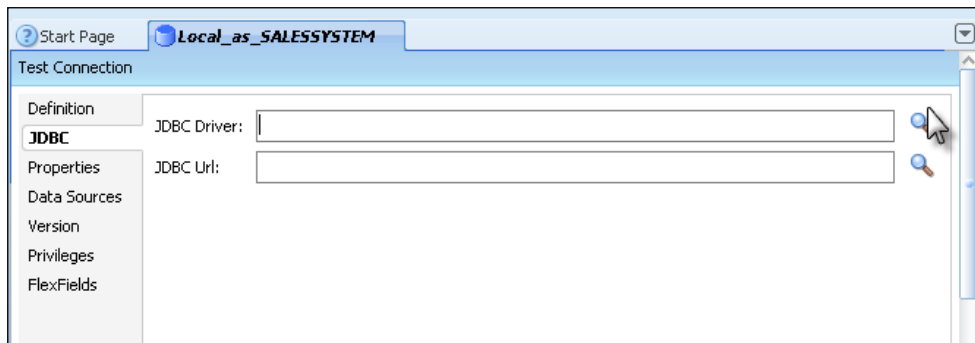 Start Page
Local_as_SALESSYSTEM
Test Connection
Definition
JDBC
Properties
Data Sources
Version
Privileges
FlexFields
JDBC Driver:
JDBC Url: